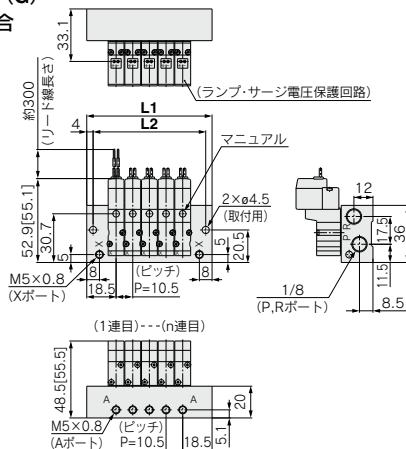 (d)
合
33.1
(ランプ・サージ電圧保護回路)
約300
(リード線長さ)
L1
L2
4
マニュアル
2×ø4.5
(取付用)
52.9[55.1]
30.7
5
X
X
5
20.5
M5×0.8
(Xポート)
8
18.5
(ピッチ)
P=10.5
8
12
P
R
17.5
11.5
36
1/8
(P,Rポート)
8.5
(1連目)---(n連目)
48.5[55.5]
A
A
20
M5×0.8
(Aポート)
(ピッチ)
P=10.5
18.5
5.1